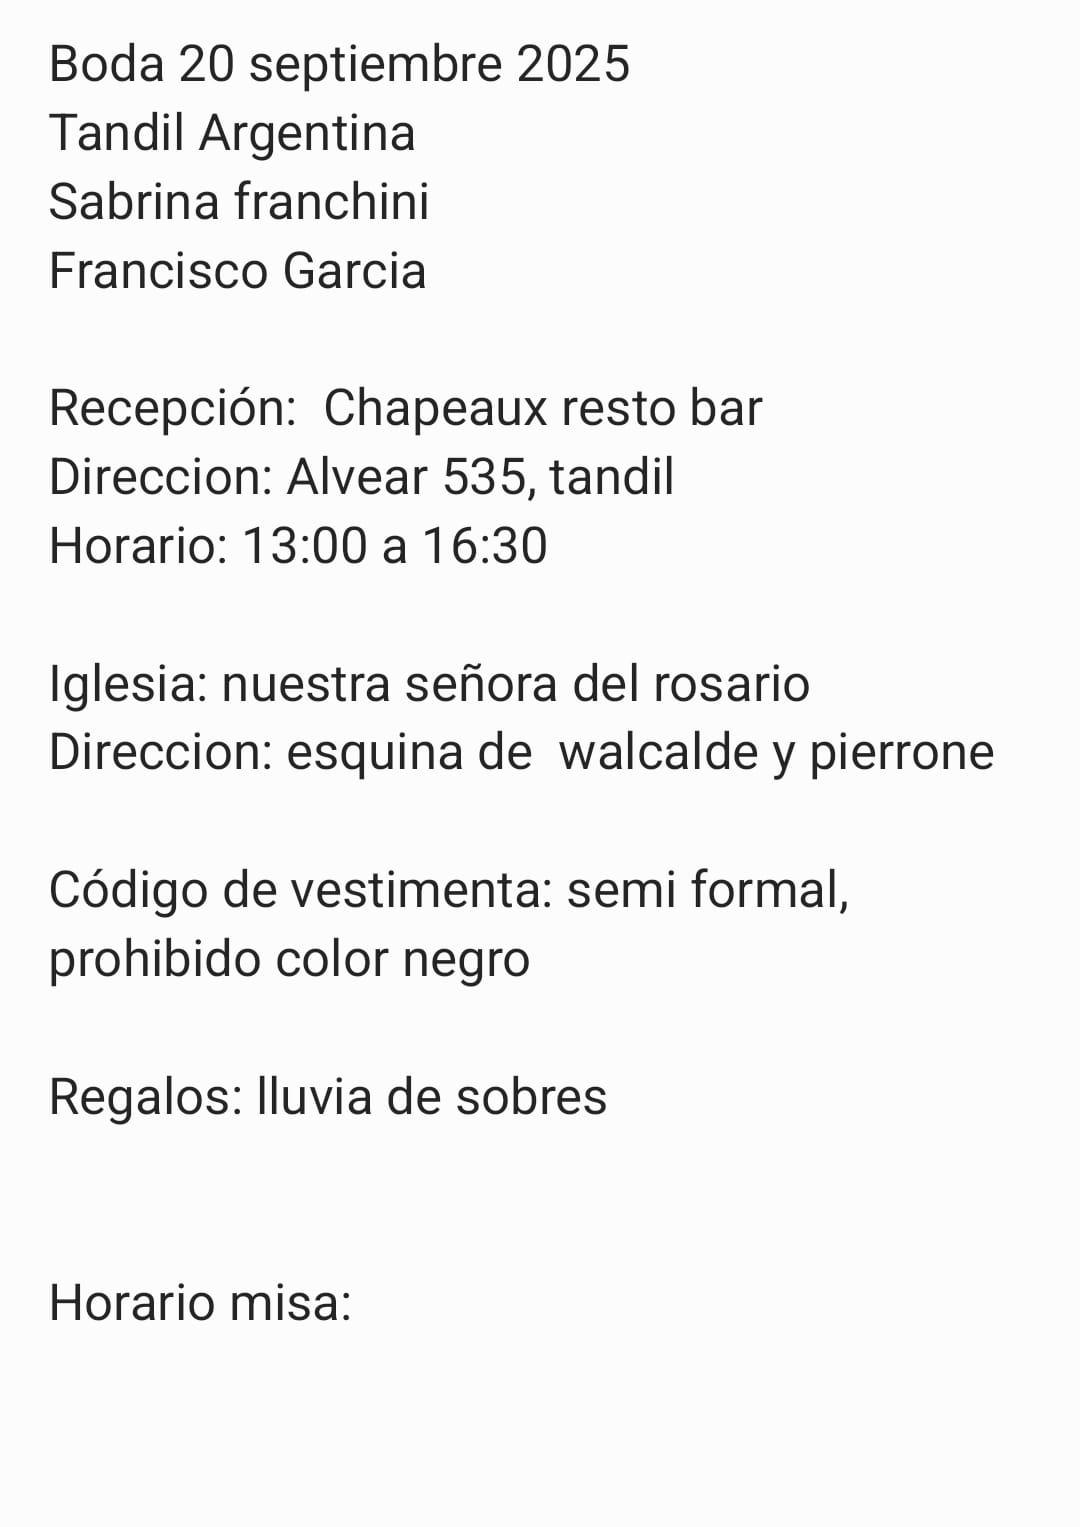 Boda 20 septiembre 2025
Tandil Argentina
Sabrina franchini
Francisco Garcia
Recepción:  Chapeaux resto bar
Direccion: Alvear 535, tandil
Horario: 13:00 a 16:30
Iglesia: nuestra señora del rosario
Direccion: esquina de  walcalde y pierrone
Código de vestimenta: semi formal,
prohibido color negro
Regalos: lluvia de sobres
Horario misa: